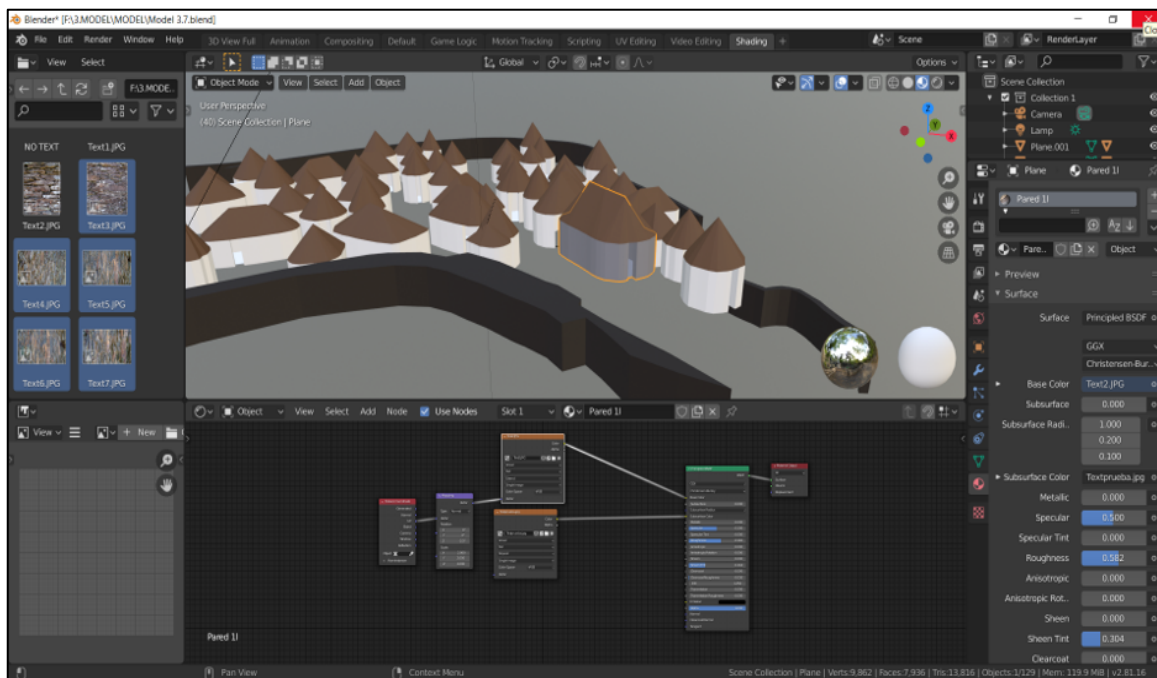 Blender* [F:\3.MODEL\MODEL\Model 3.7.blend]
File Edit Render Window Help
3D View Full Animation Compositing Default Game Logic Motion Tracking Scripting UV Editing Video Editing Shading +
Scene
RenderLayer
View Select
Global
Options
F:\3.MODE..
Object Mode View Select Add Object
User Perspective
(40) Scene Collection | Plane
NO TEXT Text1.JPG
Text2.JPG Text3.JPG
Text4.JPG Text5.JPG
Text6.JPG Text7.JPG
Z
Y
X
Scene Collection
Collection 1
Camera
Lamp
Plane.001
Plane Pared 1I
Pared 1I
Pare.. Object
Preview
Surface
Surface Principled BSDF
GGX
Christensen-Bur..
Base Color Text2.JPG
Subsurface 0.000
Subsurface Radi.. 1.000
0.200
0.100
Subsurface Color Textprueba.jpg
Metallic 0.000
Specular 0.500
Specular Tint 0.000
Roughness 0.582
Anisotropic 0.000
Anisotropic Rot.. 0.000
Sheen 0.000
Sheen Tint 0.304
Clearcoat 0.000
View + New
Object View Select Add Node Use Nodes Slot 1 Pared 1I
Pared 1I
Pan View
Context Menu
Scene Collection | Plane | Verts:9,862 | Faces:7,936 | Tris:13,816 | Objects:1/129 | Mem: 119.9 MiB | v2.81.16